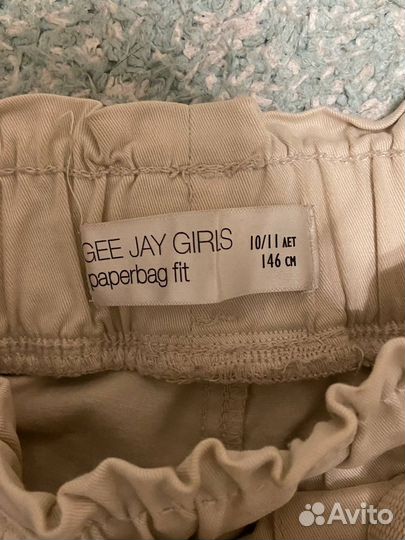 GEE JAY GIRLS
paperbag fit
10/11 ЛЕТ
146 СМ
Avito